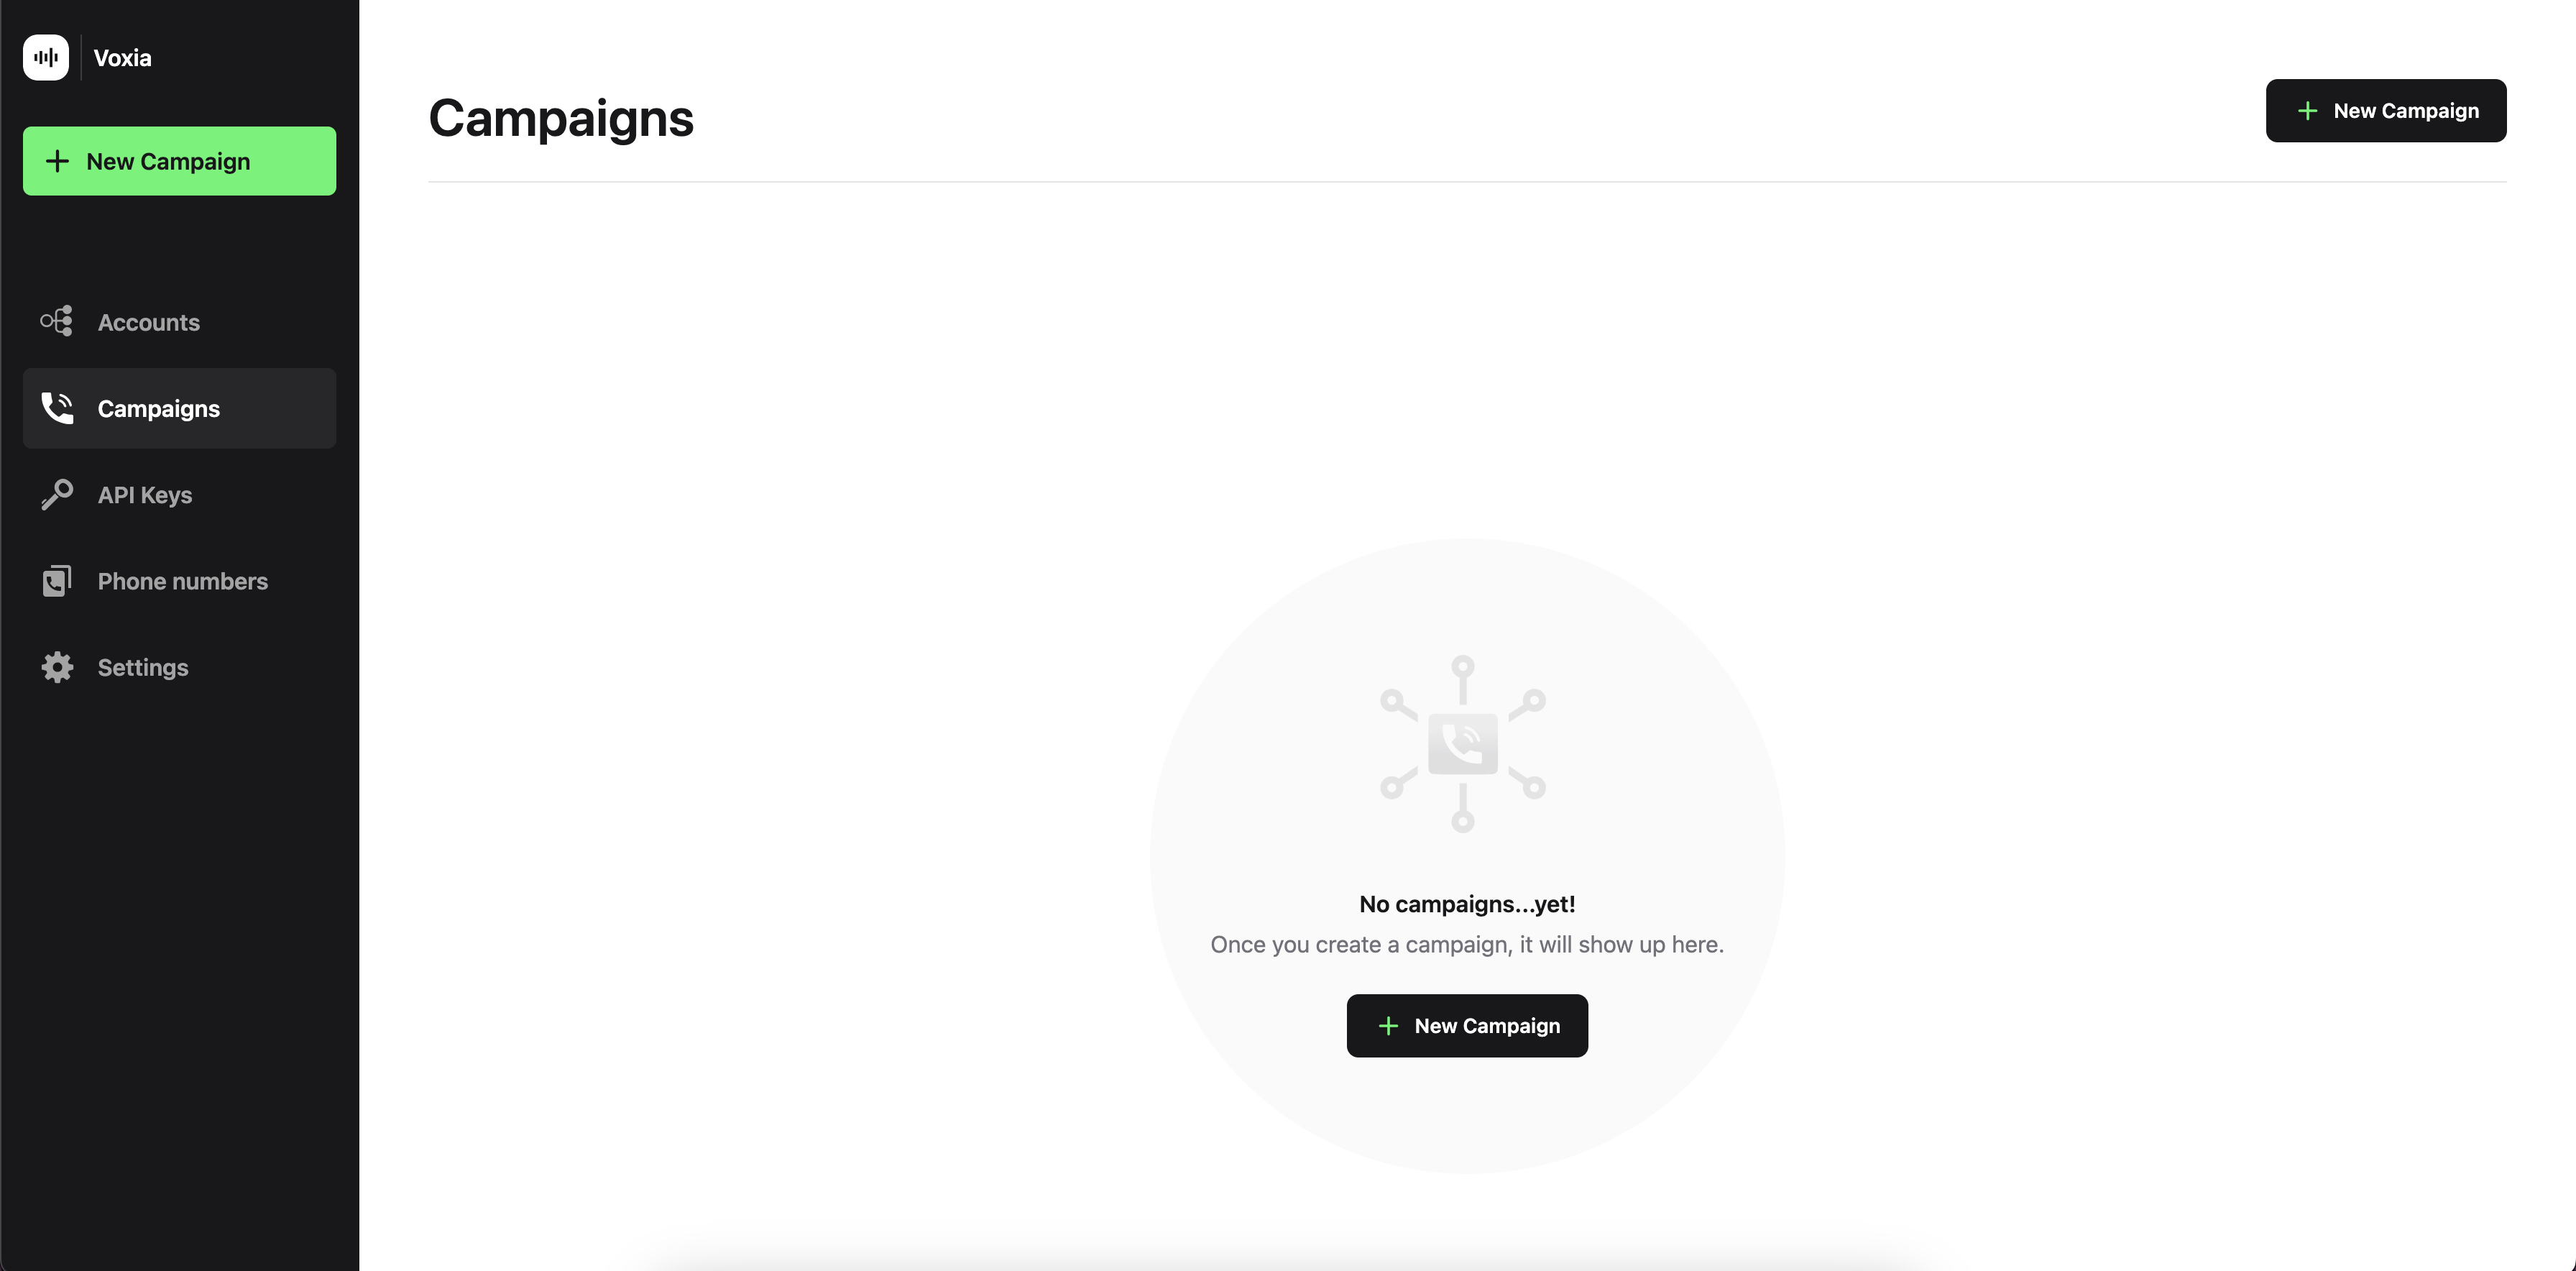 Voxia
New Campaign
Accounts
Campaigns
API Keys
Phone numbers
Settings
Campaigns
New Campaign
No campaigns...yet!
Once you create a campaign, it will show up here.
New Campaign